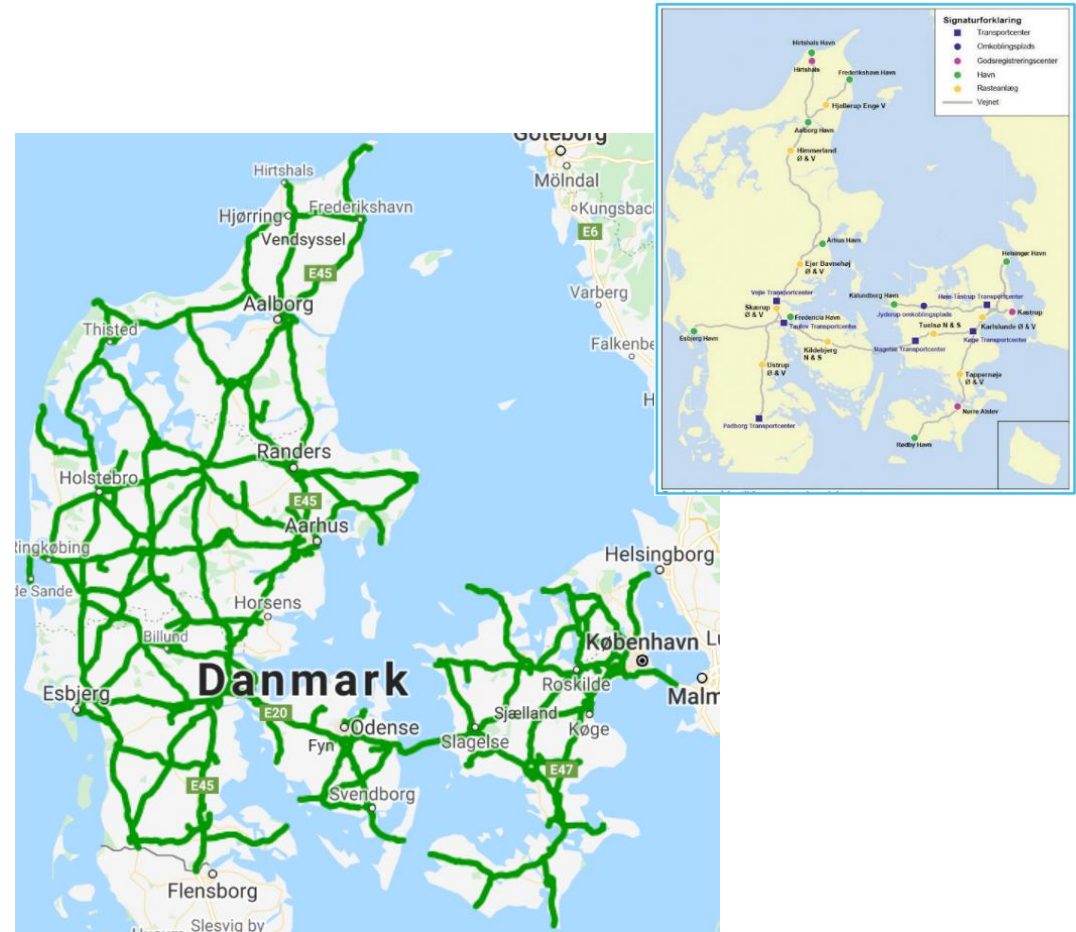 Göteborg
Mölndal
Kungsbac
E6
Varberg
Falkenbe
H
Hirtshals
Hjørring
Frederikshavn
Vendsyssel
E45
Aalborg
Thisted
Randers
Holstebro
E45
Aarhus
Ringkøbing
de Sande
Horsens
Billund
Danmark
Esbjerg
E20
Odense
Fyn
Svendborg
E45
Flensborg
Slesvig by
Helsingborg
København
Lu
Malm
Roskilde
Sjælland
Køge
Slagelse
E47
Signaturforklaring
Transportcenter
Omkoblingsplads
Godsregistreringscenter
Havn
Rasteanlæg
Vejnet
Hirtshals Havn
Hirtshals
Frederikshavn Havn
Hjallerup Enge V
Aalborg Havn
Himmerland
Ø & V
Århus Havn
Ejer Bavnehøj
Ø & V
Vejle Transportcenter
Skærup
Ø & V
Fredericia Havn
Taulov Transportcenter
Esbjerg Havn
Kildebjerg
N & S
Ustrup
Ø & V
Padborg Transportcenter
Helsingør Havn
Kalundborg Havn
Høje-Tåstrup Transportcenter
Jyderup omkoblingsplads
Kastrup
Tuelsø N & S
Karlslunde Ø & V
Køge Transportcenter
Slagelse Transportcenter
Tappernøje
Ø & V
Nørre Alslev
Rødby Havn